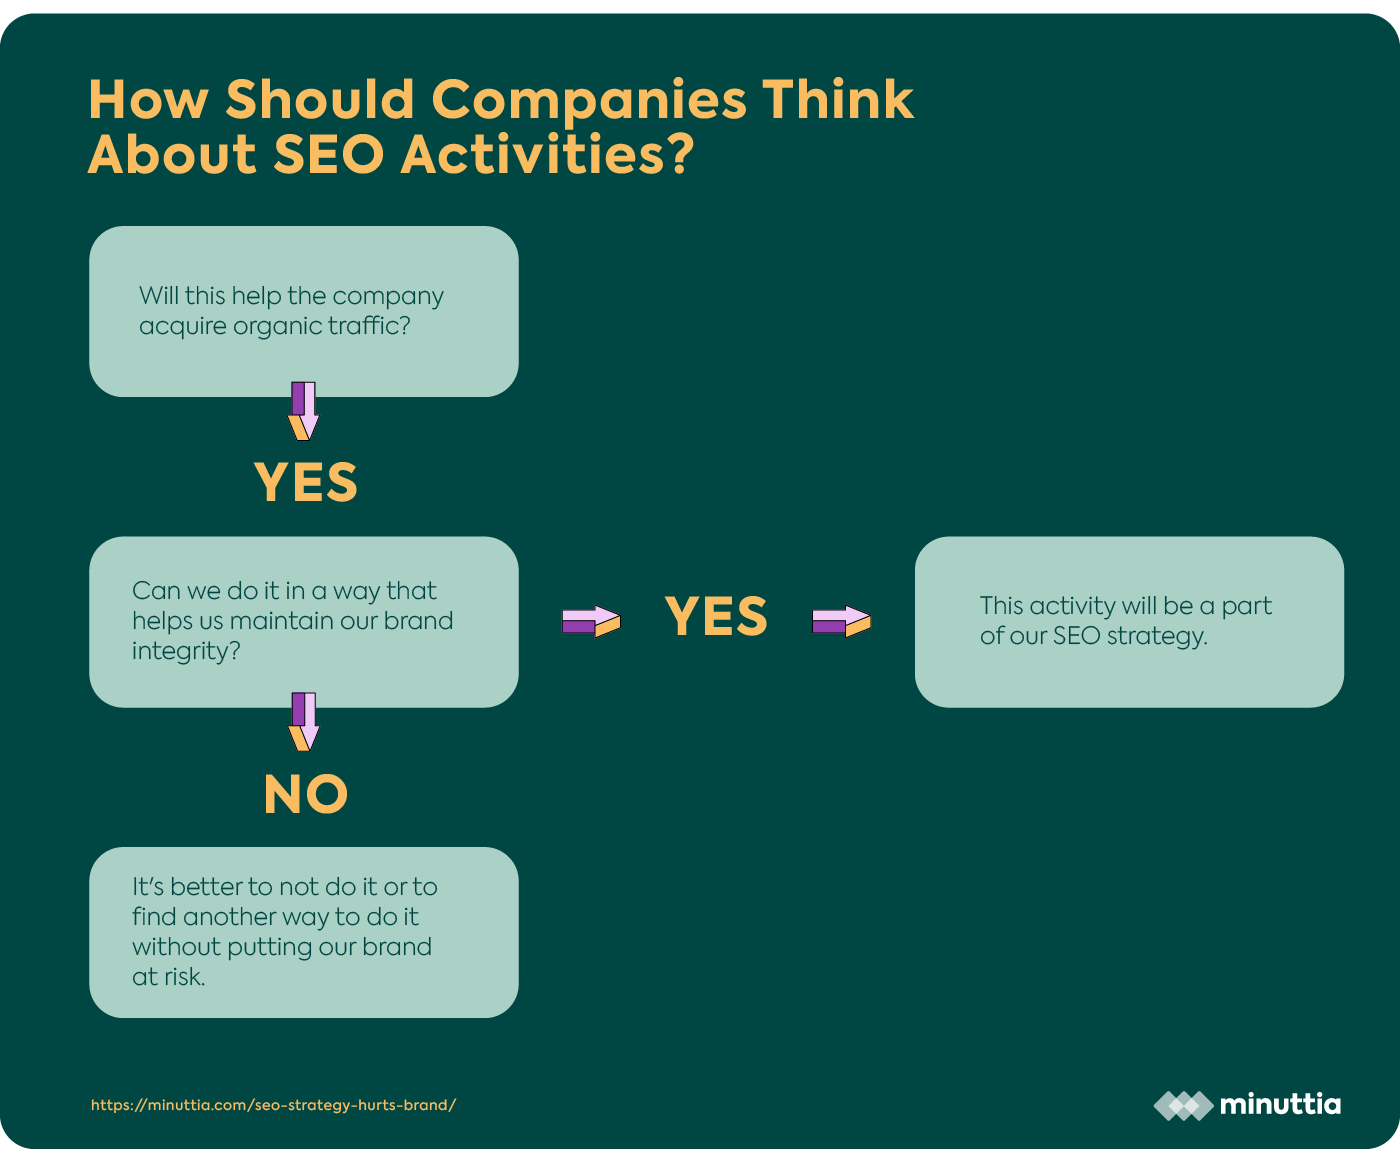 How Should Companies Think
About SEO Activities?
Will this help the company
acquire organic traffic?
YES
Can we do it in a way that
helps us maintain our brand
integrity?
YES
This activity will be a part
of our SEO strategy.
NO
It's better to not do it or to
find another way to do it
without putting our brand
at risk.
https://minuttia.com/seo-strategy-hurts-brand/
minuttia